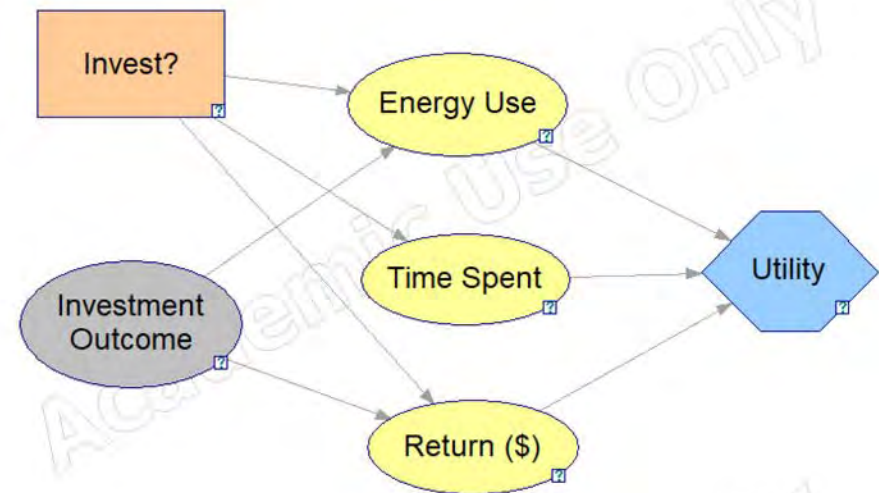 Invest?
Energy Use
Time Spent
Utility
Investment
Outcome
Return ($)
Academic Use Only